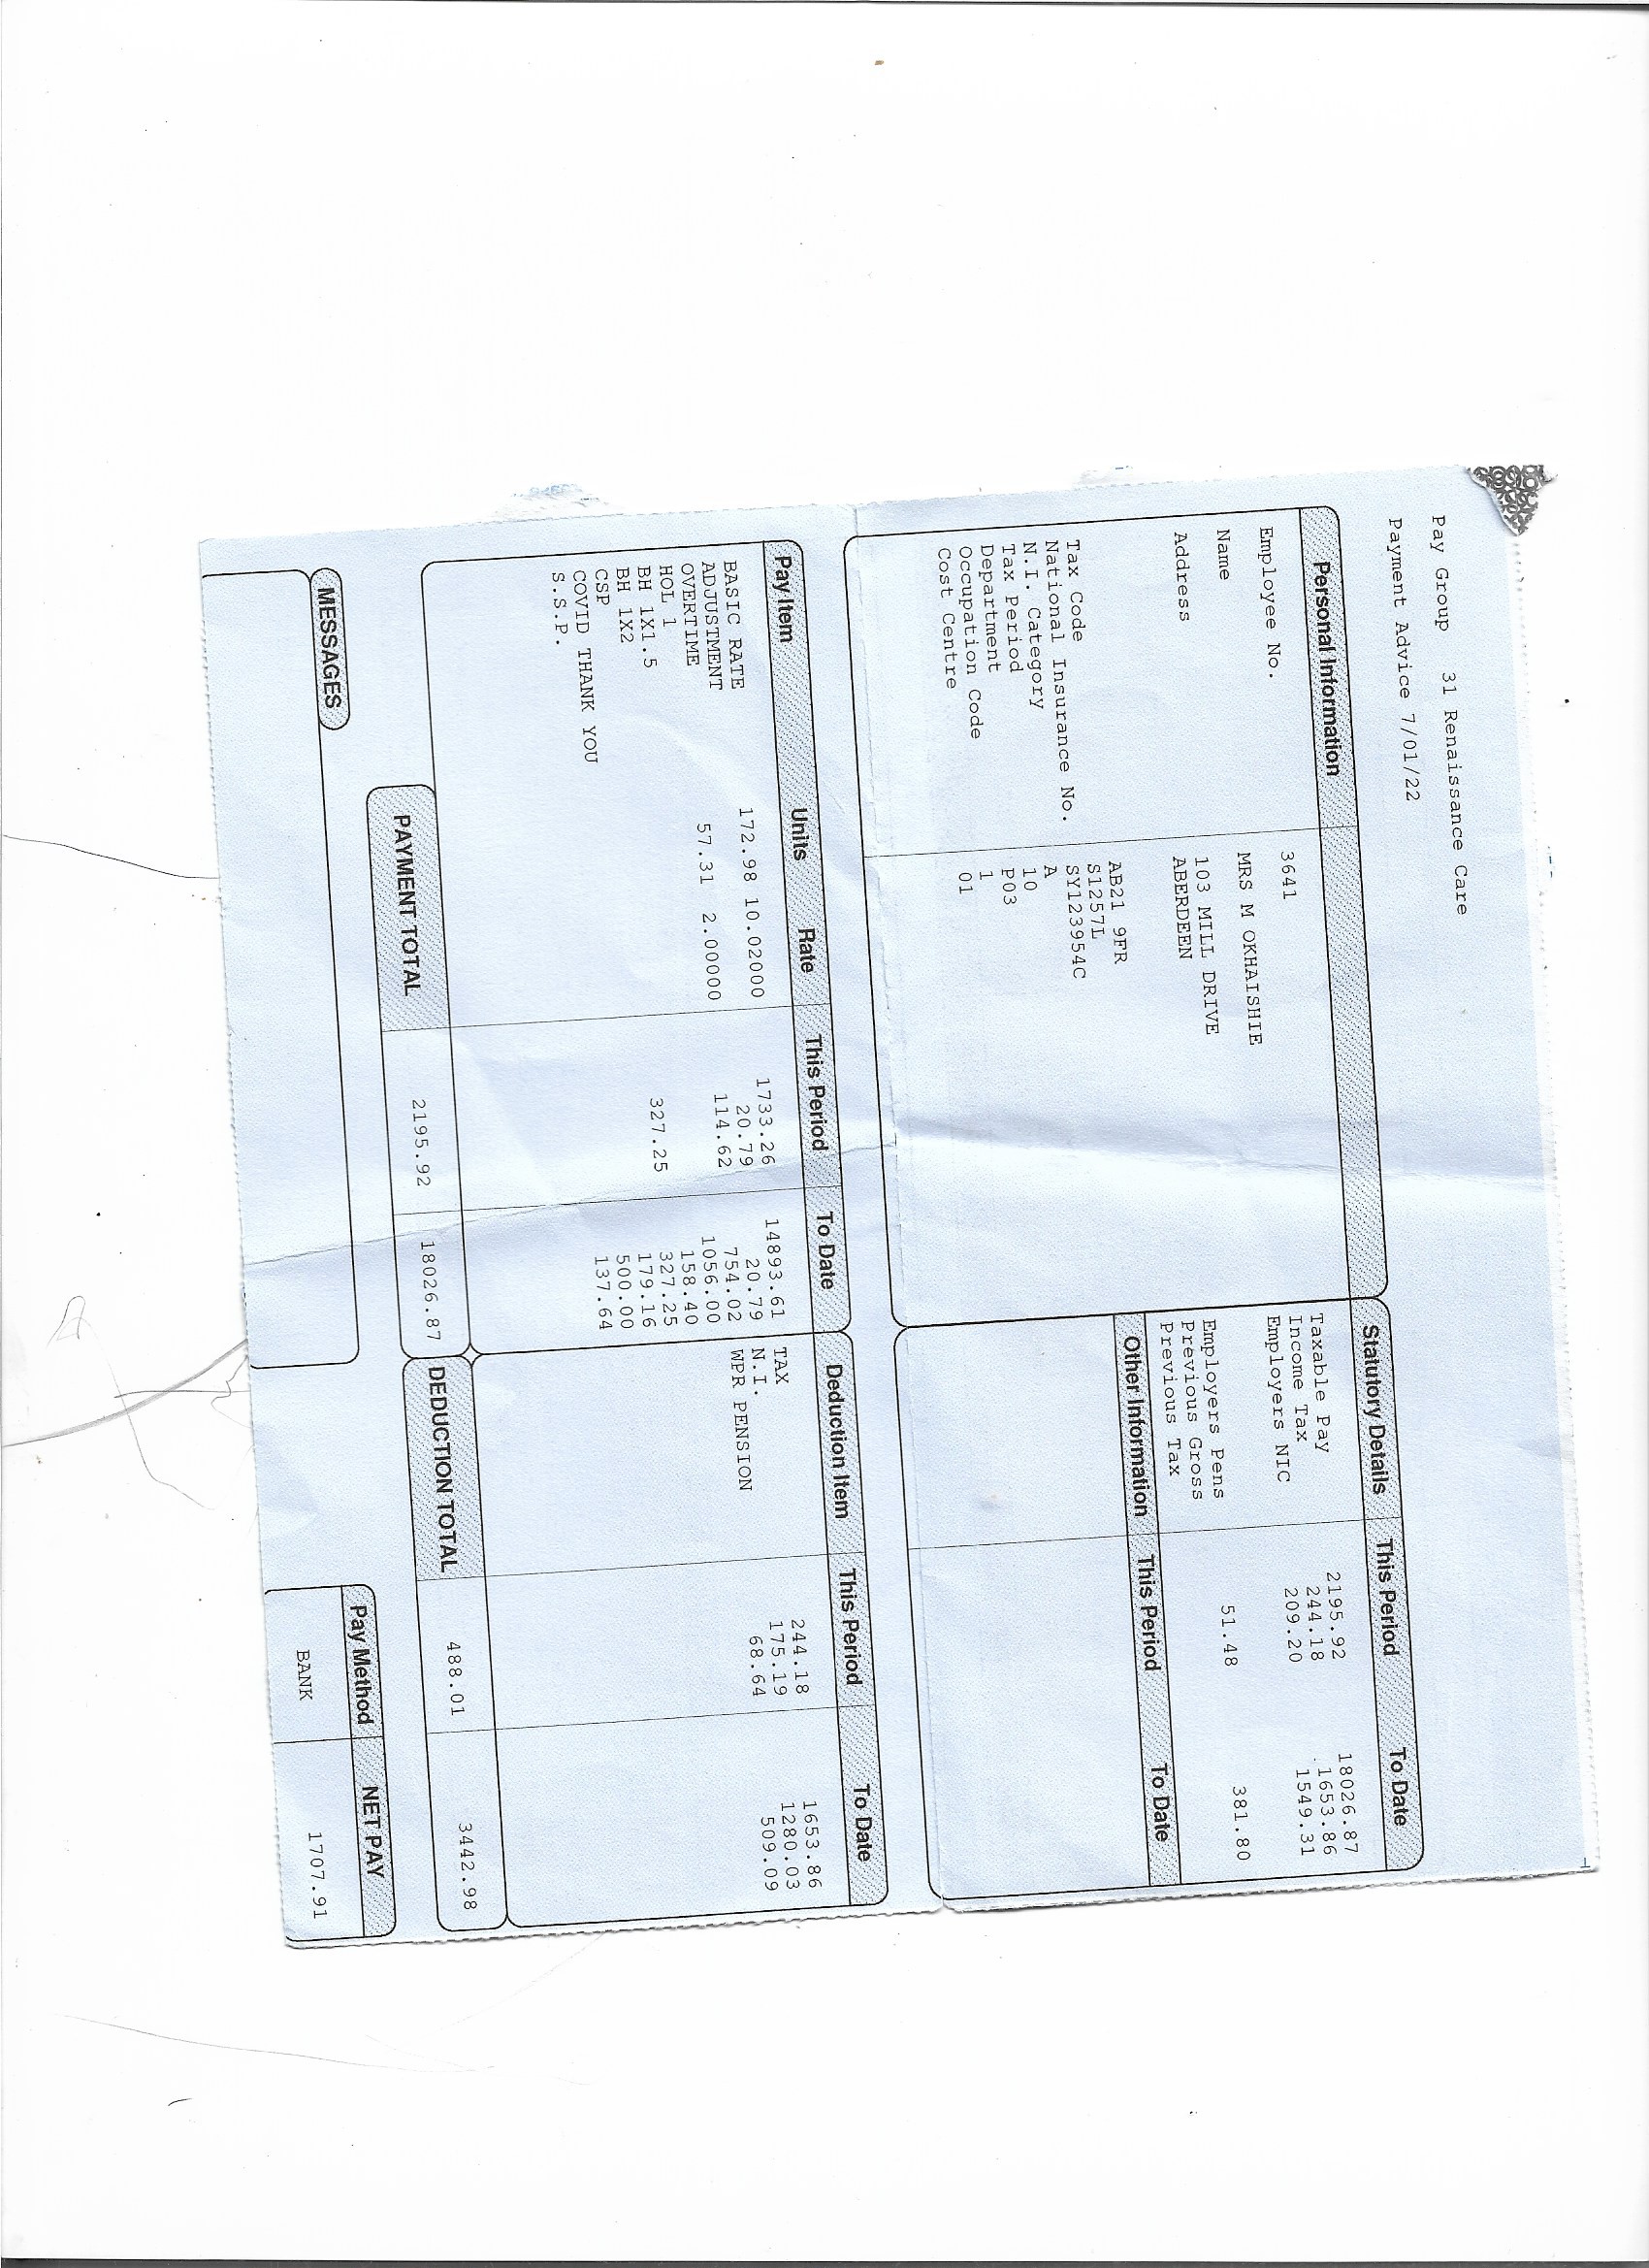 Pay Group 31 Renaissance Care
Payment Advice 7/01/22
Personal Information
Employee No. 3641
Name MRS M OKHAISHIE
Address 103 MILL DRIVE
ABERDEEN
AB21 9FR
Tax Code S1257L
National Insurance No. SY123954C
N.I. Category A
Tax Period 10
Department P03
Occupation Code 1
Cost Centre 01
Statutory Details This Period To Date
Taxable Pay 2195.92 18026.87
Income Tax 244.18 1653.86
Employers NIC 209.20 1549.31
Employers Pens 51.48 381.80
Previous Gross
Previous Tax
Other Information This Period To Date
Pay Item Units Rate This Period To Date
BASIC RATE 172.98 10.02000 1733.26 14893.61
ADJUSTMENT 20.79 20.79
OVERTIME 57.31 2.00000 114.62 754.02
HOL 1 1056.00
BH 1X1.5 158.40
BH 1X2 327.25 327.25
CSP 179.16
COVID THANK YOU 500.00
S.S.P. 137.64
PAYMENT TOTAL 2195.92 18026.87
Deduction Item This Period To Date
TAX 244.18 1653.86
N.I. 175.19 1280.03
WPR PENSION 68.64 509.09
DEDUCTION TOTAL 488.01 3442.98
MESSAGES
Pay Method NET PAY
BANK 1707.91